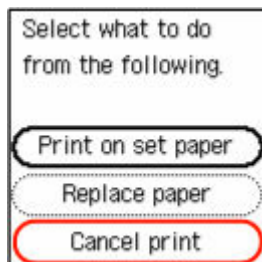 Select what to do
from the following.
Print on set paper
Replace paper
Cancel print